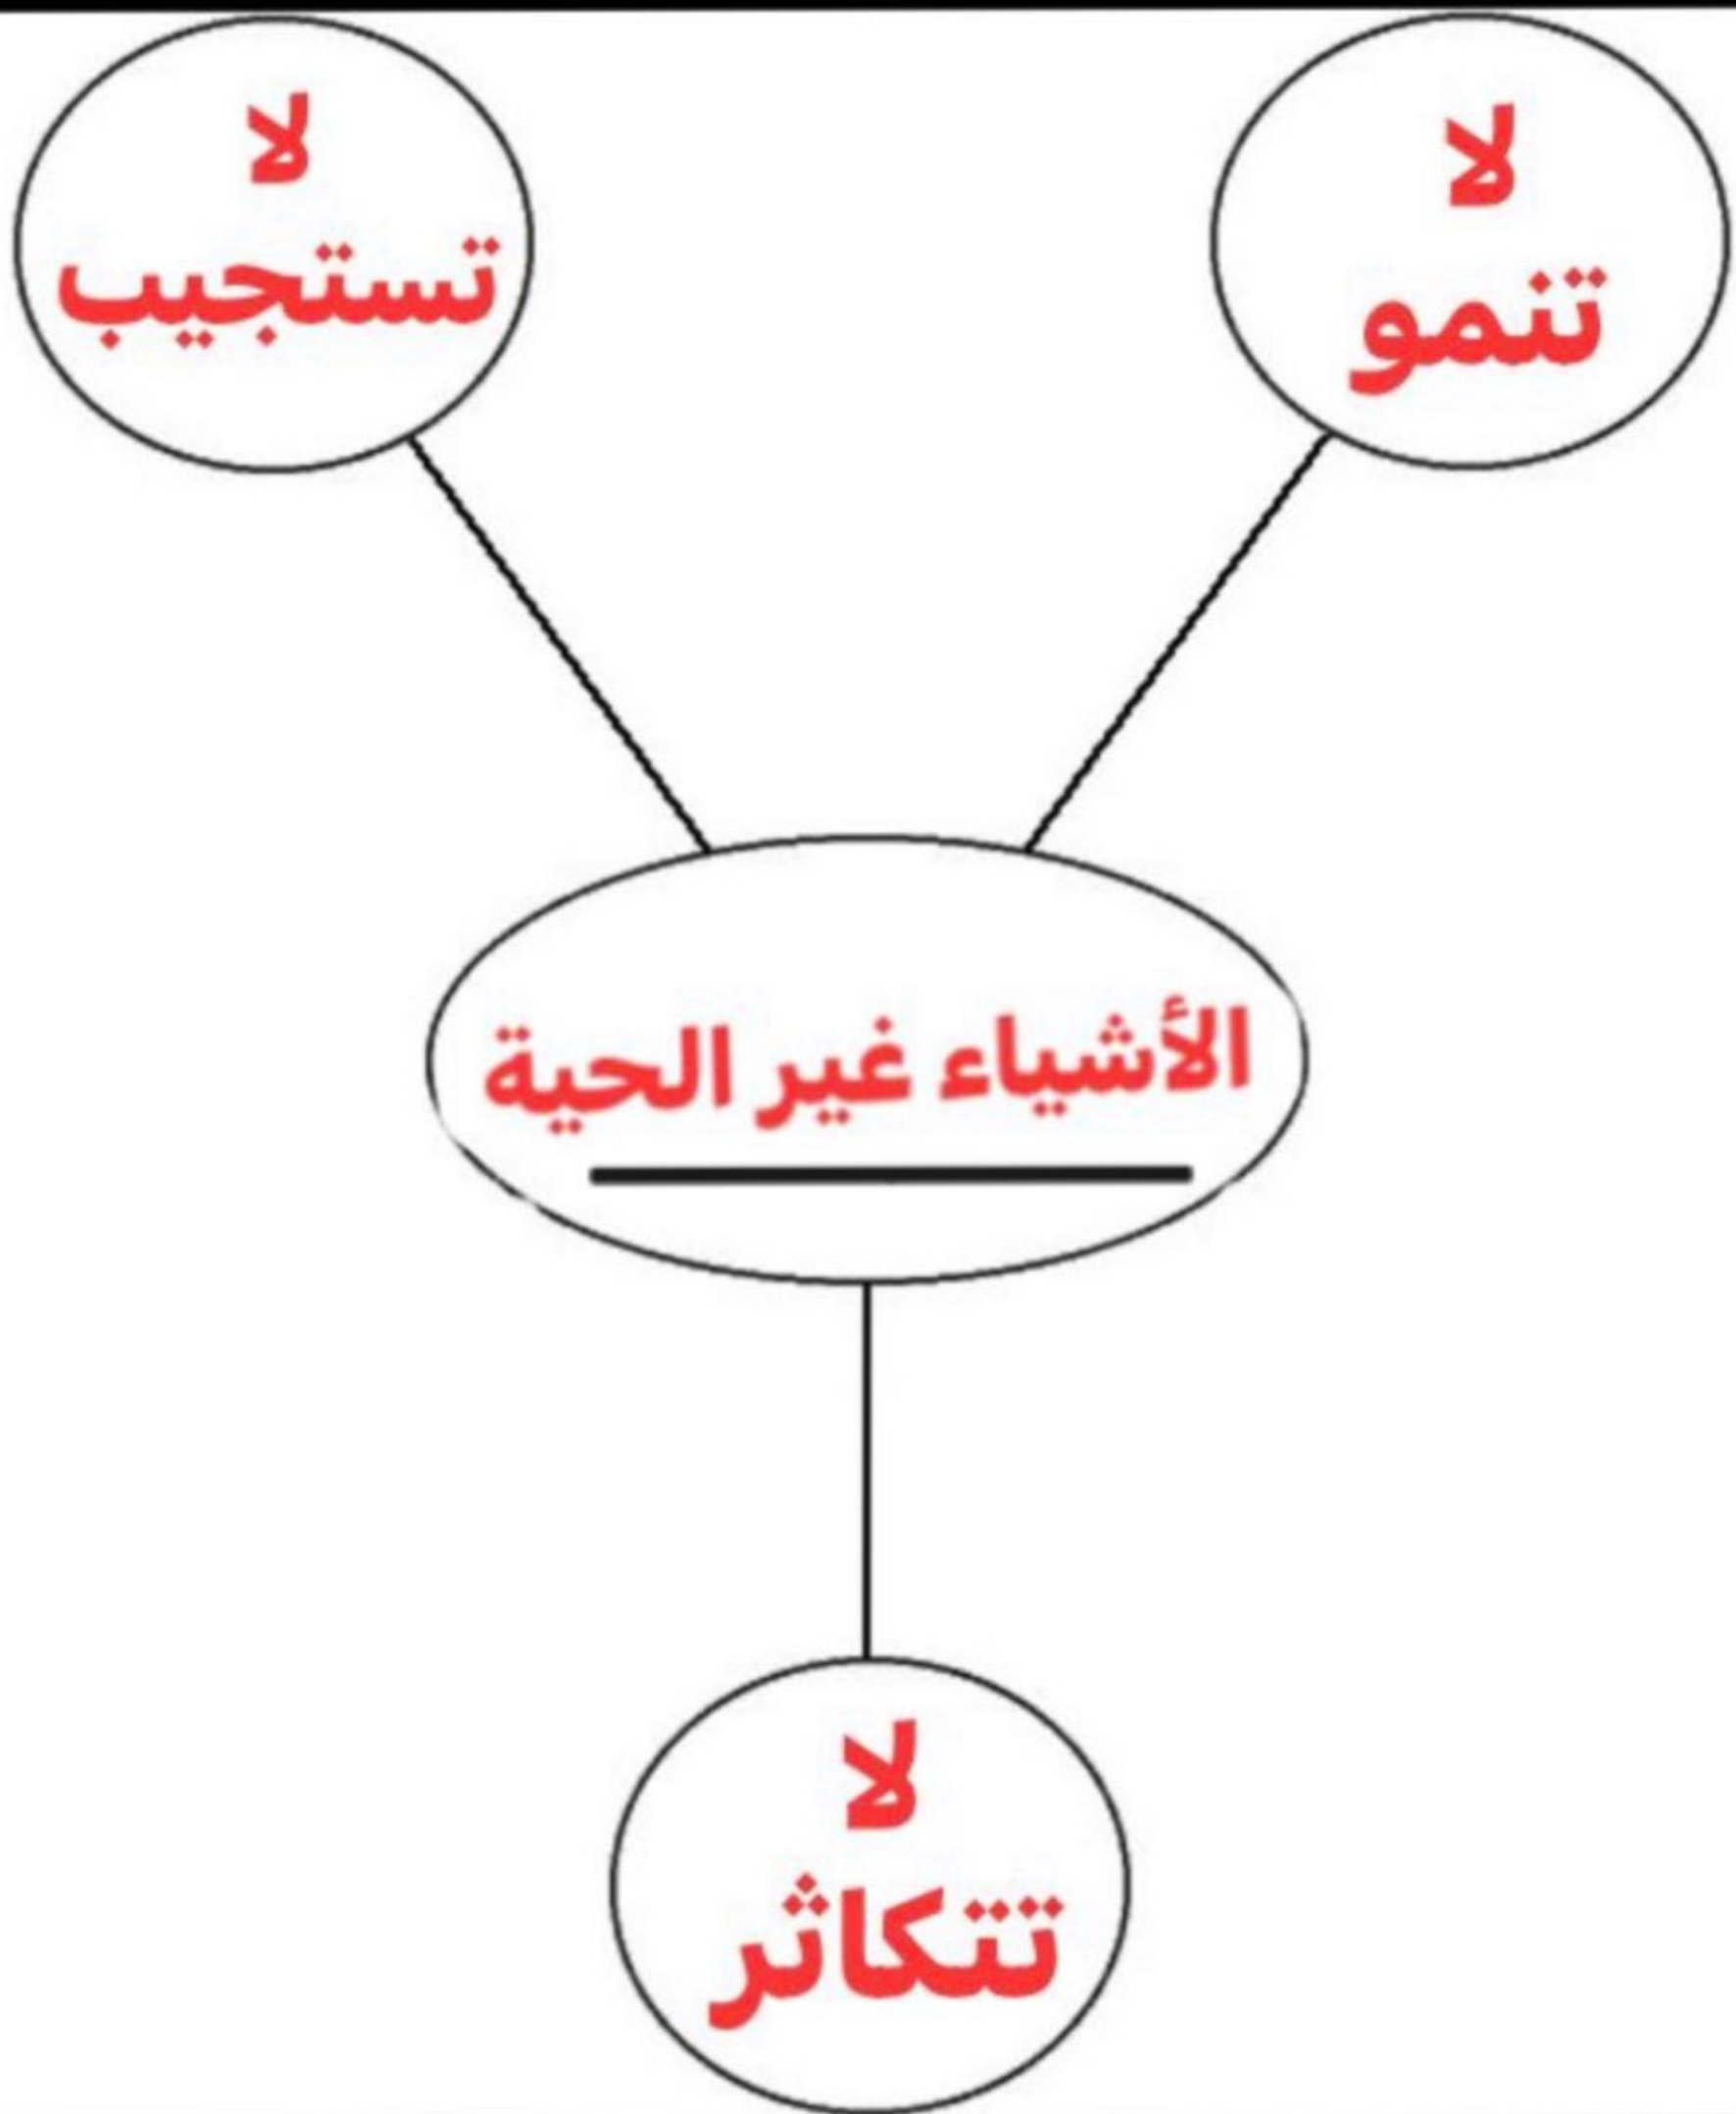 لا
تنمو
لا
تستجيب
الأشياء غير الحية
لا
تتكاثر